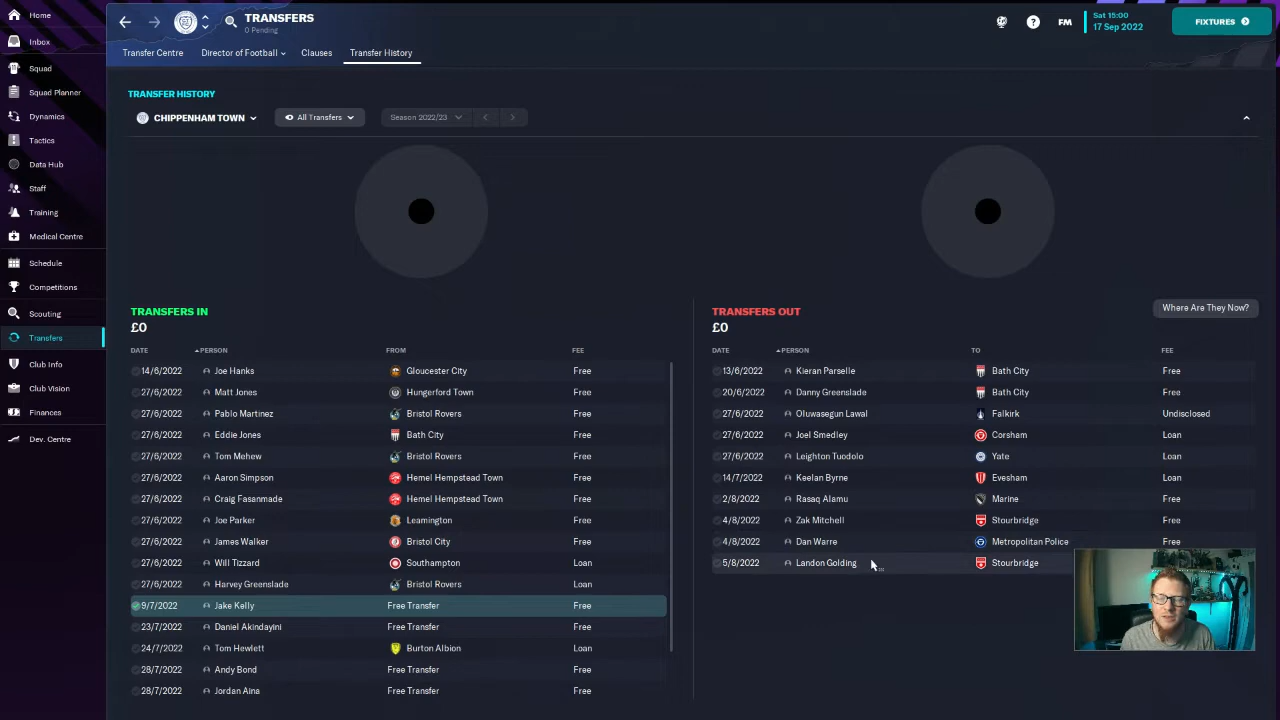 Home
Inbox
Squad
Squad Planner
Dynamics
Tactics
Data Hub
Staff
Training
Medical Centre
Schedule
Competitions
Scouting
Transfers
Club Info
Club Vision
Finances
Dev. Centre
TRANSFERS
0 Pending
FM
Sat 15:00
17 Sep 2022
FIXTURES
Transfer Centre Director of Football Clauses Transfer History
TRANSFER HISTORY
CHIPPENHAM TOWN All Transfers Season 2022/23
TRANSFERS IN
£0
DATE PERSON FROM FEE
14/6/2022 Joe Hanks Gloucester City Free
27/6/2022 Matt Jones Hungerford Town Free
27/6/2022 Pablo Martinez Bristol Rovers Free
27/6/2022 Eddie Jones Bath City Free
27/6/2022 Tom Mehew Bristol Rovers Free
27/6/2022 Aaron Simpson Hemel Hempstead Town Free
27/6/2022 Craig Fasanmade Hemel Hempstead Town Free
27/6/2022 Joe Parker Leamington Free
27/6/2022 James Walker Bristol City Free
27/6/2022 Will Tizzard Southampton Loan
27/6/2022 Harvey Greenslade Bristol Rovers Loan
9/7/2022 Jake Kelly Free Transfer Free
23/7/2022 Daniel Akindayini Free Transfer Free
24/7/2022 Tom Hewlett Burton Albion Loan
28/7/2022 Andy Bond Free Transfer Free
28/7/2022 Jordan Aina Free Transfer Free
TRANSFERS OUT
£0
Where Are They Now?
DATE PERSON TO FEE
13/6/2022 Kieran Parselle Bath City Free
20/6/2022 Danny Greenslade Bath City Free
27/6/2022 Oluwasegun Lawal Falkirk Undisclosed
27/6/2022 Joel Smedley Corsham Loan
27/6/2022 Leighton Tuodolo Yate Loan
14/7/2022 Keelan Byrne Evesham Loan
2/8/2022 Rasaq Alamu Marine Free
4/8/2022 Zak Mitchell Stourbridge Free
4/8/2022 Dan Warre Metropolitan Police Free
5/8/2022 Landon Golding Stourbridge